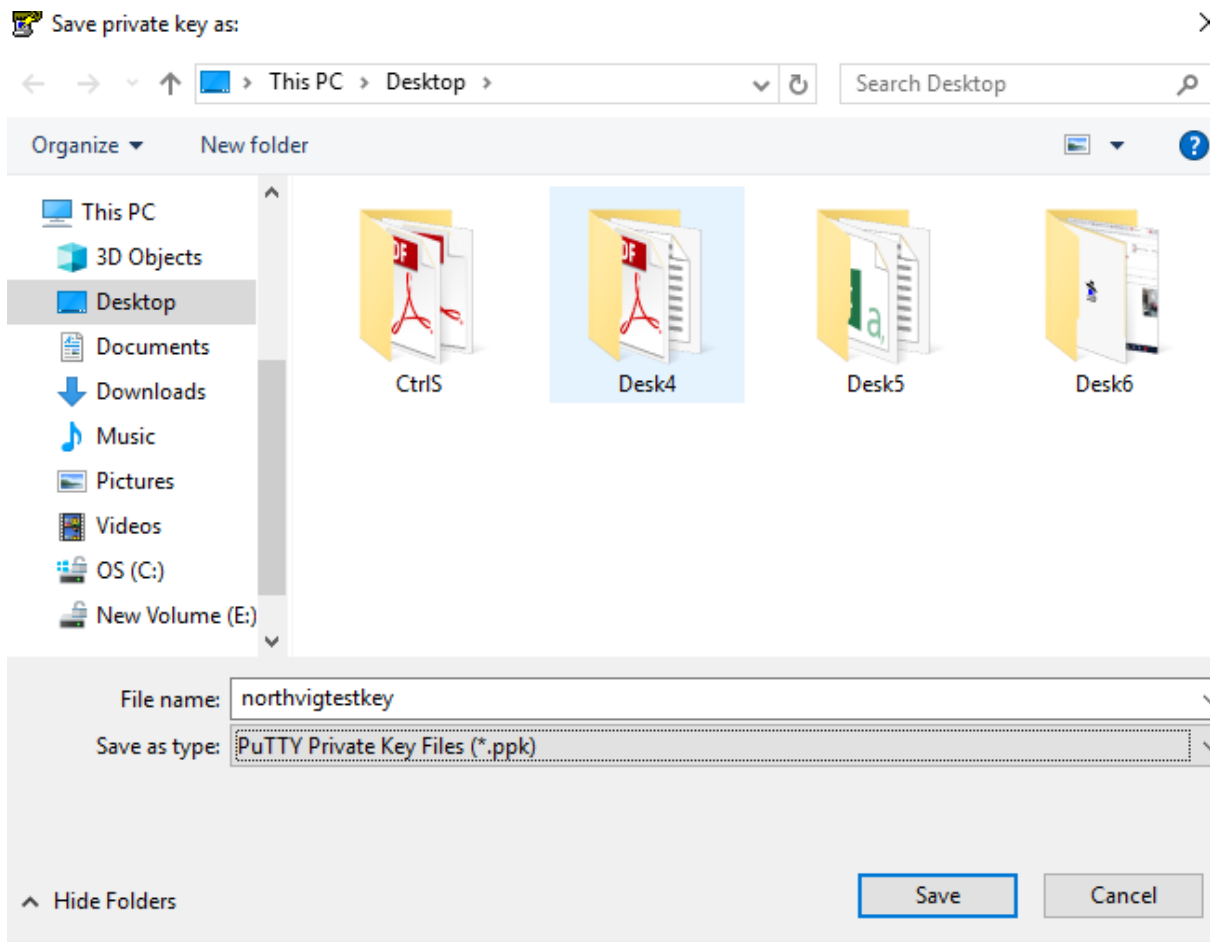 Save private key as:
This PC > Desktop >
Search Desktop
Organize
New folder
?
This PC
3D Objects
Desktop
Documents
Downloads
Music
Pictures
Videos
OS (C:)
New Volume (E:)
DF
DF
a,
CtrlS
Desk4
Desk5
Desk6
File name: northvigtestkey
Save as type: PuTTY Private Key Files (*.ppk)
Hide Folders
Save
Cancel